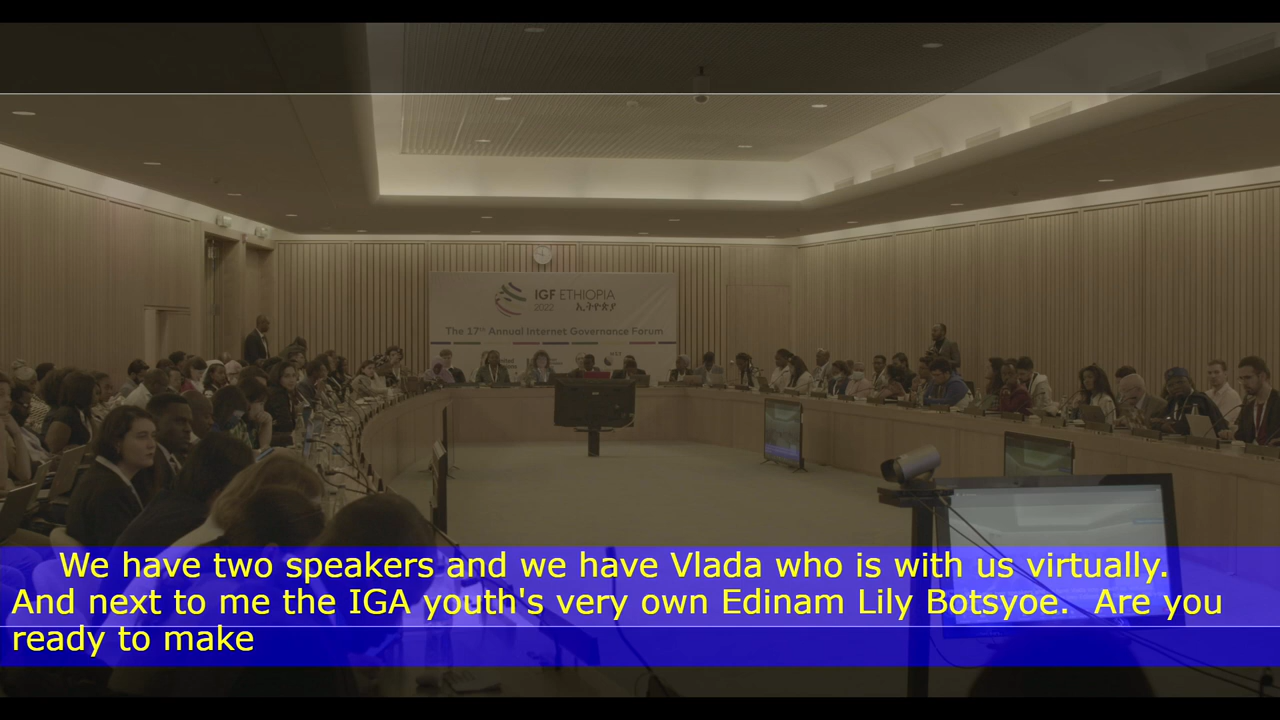 IGF ETHIOPIA
2022 ኢትዮጵያ
The 17th Annual Internet Governance Forum
We have two speakers and we have Vlada who is with us virtually.
And next to me the IGA youth's very own Edinam Lily Botsyoe.  Are you
ready to make